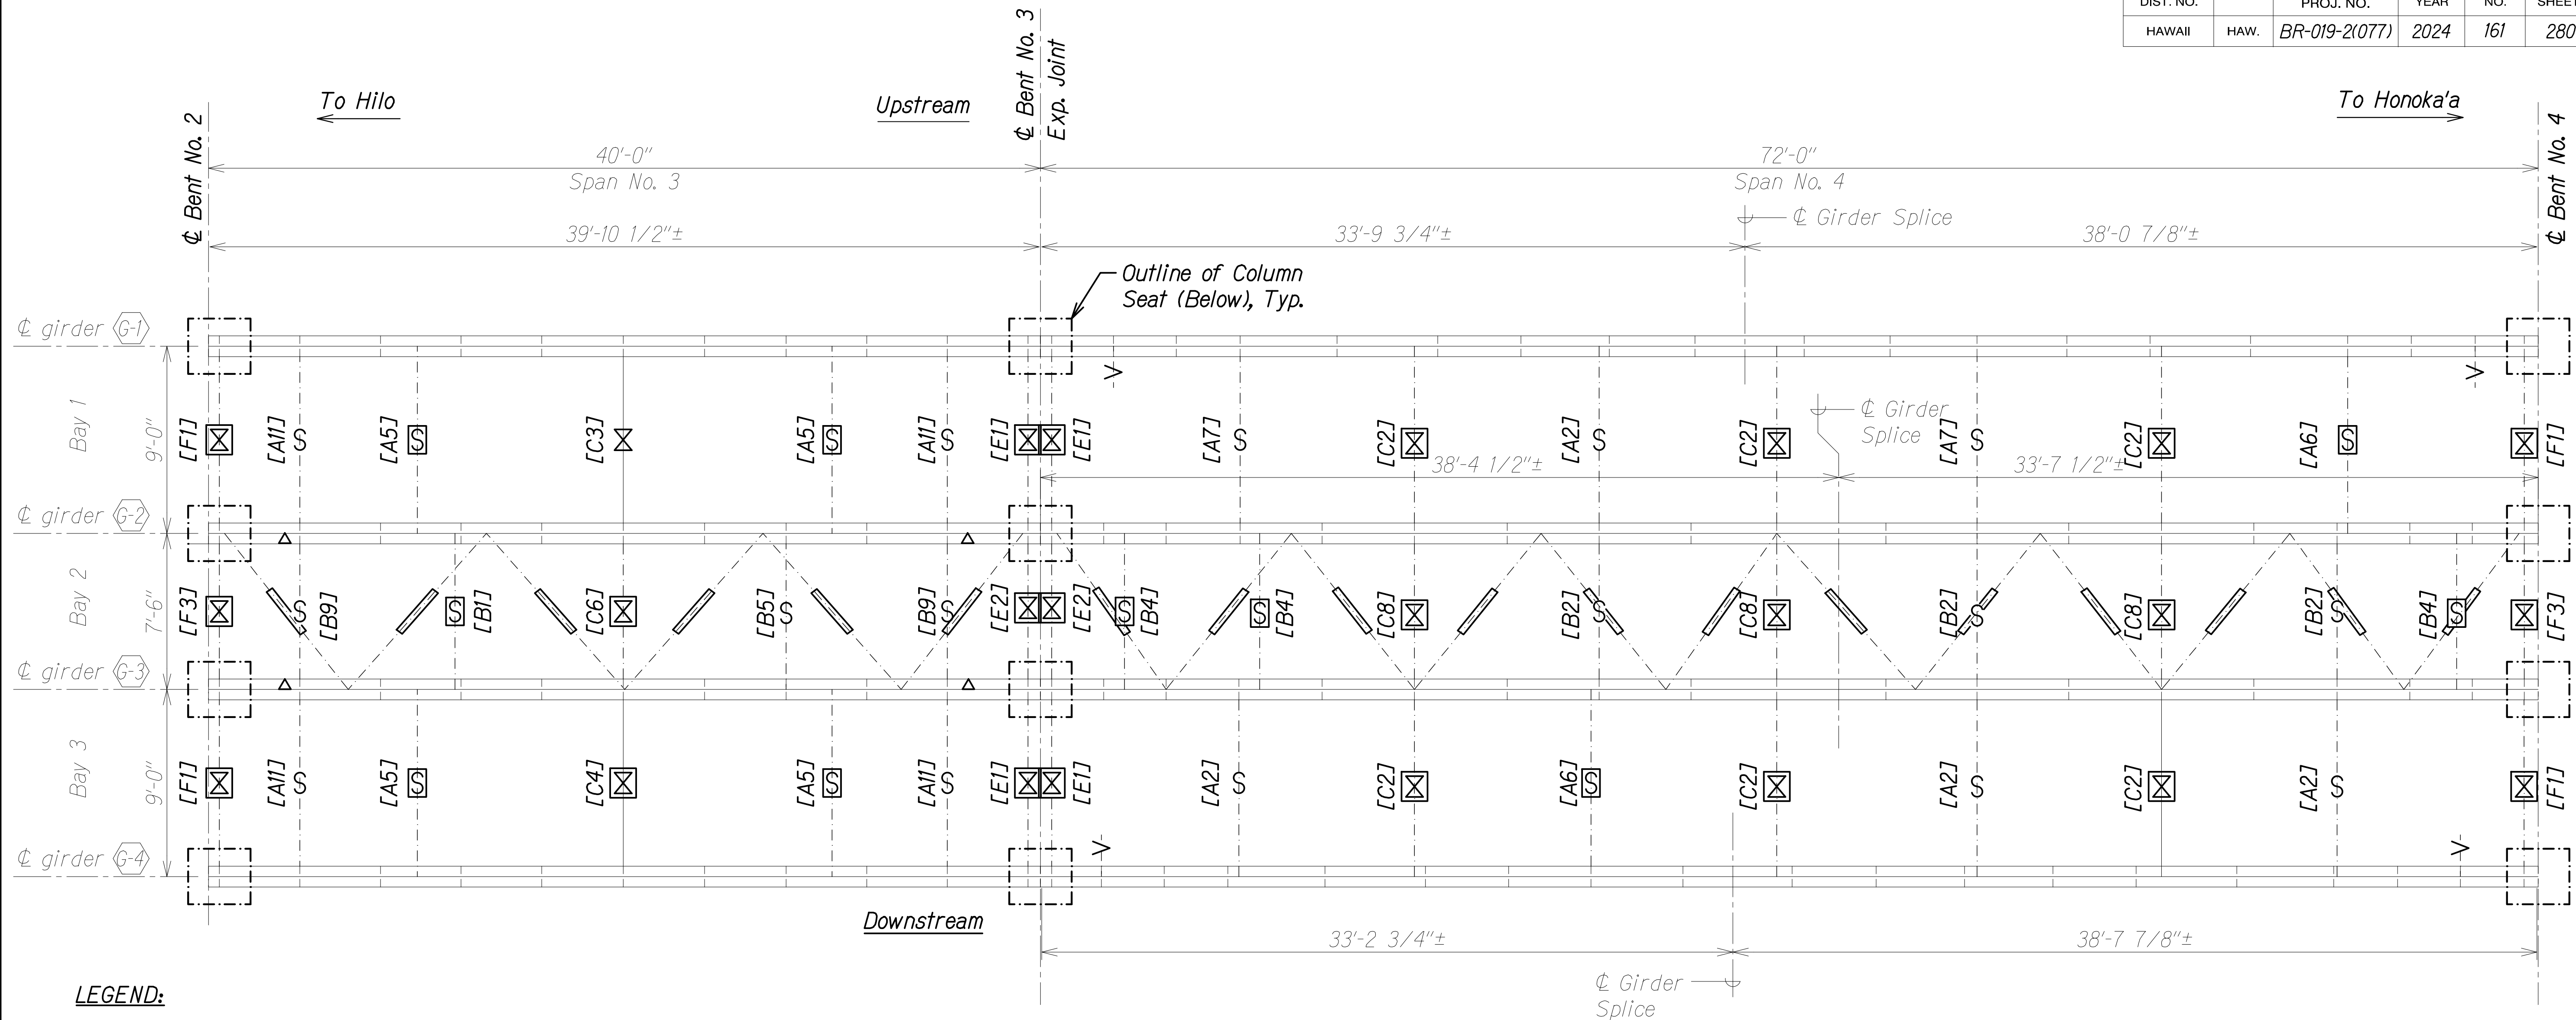 DIST. NO. PROJ. NO. YEAR NO. SHEET
HAWAII HAW. BR-019-2(077) 2024 161 280
℄ Bent No. 2
To Hilo
Upstream
℄ Bent No. 3
Exp. Joint
To Honoka'a
℄ Bent No. 4
40'-0"
Span No. 3
72'-0"
Span No. 4
℄ Girder Splice
39'-10 1/2"±
33'-9 3/4"±
38'-0 7/8"±
Outline of Column
Seat (Below), Typ.
℄ girder G-1
Bay 1
9'-0"
[F1] [A11] S [A5] S [C3] [A5] S [A11] S [E1] [E1] [A7] S [C2] [A2] S [C2] [A7] S [C2] [A6] S [F1]
℄ Girder
Splice
38'-4 1/2"±
33'-7 1/2"±
℄ girder G-2
Bay 2
7'-6"
[F3] S [B9] S [B1] [C6] [B5] S [B9] S [E2] [E2] S [B4] S [B4] [C8] [B2] S [C8] [B2] S [C8] [B2] S [B4] S [F3]
℄ girder G-3
Bay 3
9'-0"
[F1] [A11] S [A5] S [C4] [A5] S [A11] S [E1] [E1] [A2] S [C2] [A6] S [C2] [A2] S [C2] [A2] S [F1]
℄ girder G-4
Downstream
33'-2 3/4"±
38'-7 7/8"±
℄ Girder
Splice
LEGEND: